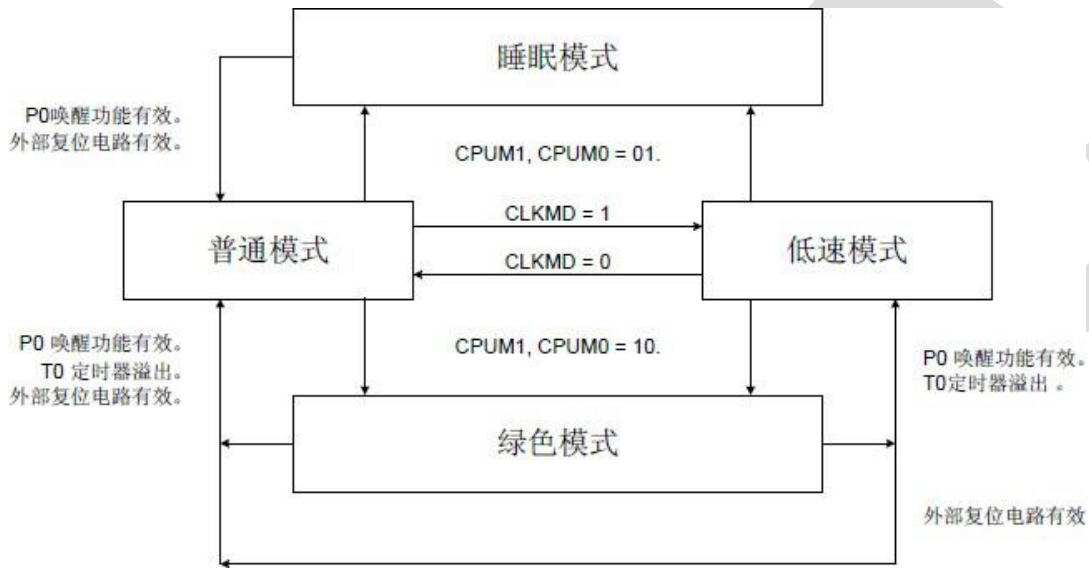 睡眠模式
P0唤醒功能有效。
外部复位电路有效。
CPUM1, CPUM0 = 01.
普通模式
CLKMD = 1
CLKMD = 0
低速模式
P0 唤醒功能有效。
T0 定时器溢出。
外部复位电路有效。
CPUM1, CPUM0 = 10.
P0 唤醒功能有效。
T0定时器溢出 。
绿色模式
外部复位电路有效